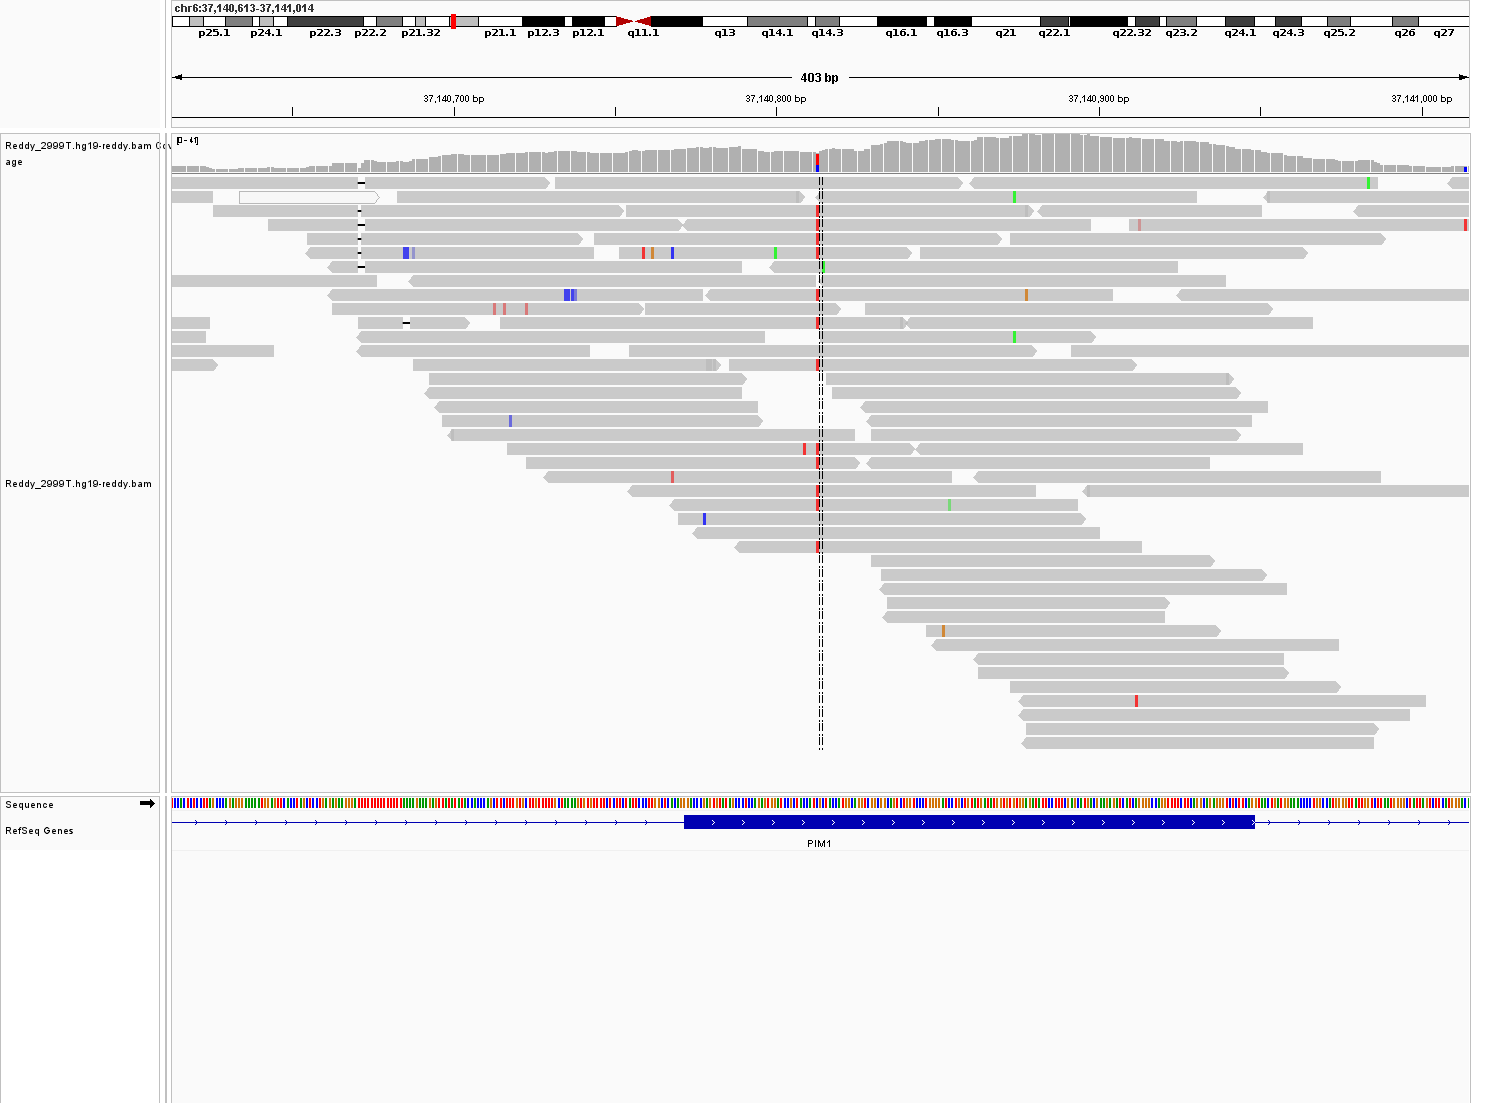 chr6:37,140,613-37,141,014
p25.1 p24.1 p22.3 p22.2 p21.32 p21.1 p12.3 p12.1 q11.1 q13 q14.1 q14.3 q16.1 q16.3 q21 q22.1 q22.32 q23.2 q24.1 q24.3 q25.2 q26 q27
403 bp
37,140,700 bp 37,140,800 bp 37,140,900 bp 37,141,000 bp
Reddy_2999T.hg19-reddy.bam Cov
age
[0 - 41]
Reddy_2999T.hg19-reddy.bam
Sequence
RefSeq Genes
PIM1